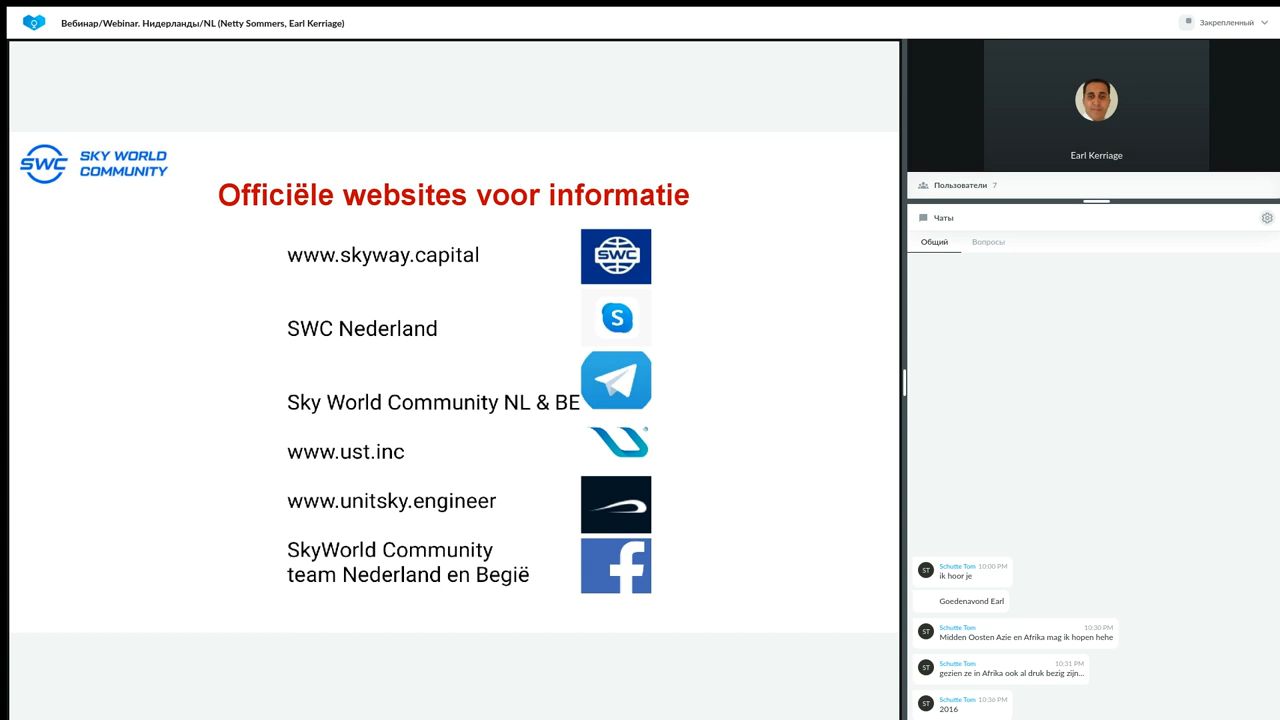 Вебинар/Webinar. Нидерланды/NL (Netty Sommers, Earl Kerriage)
Закрепленный
SWC SKY WORLD
COMMUNITY
Officiële websites voor informatie
www.skyway.capital
SWC
SWC Nederland
S
Sky World Community NL & BE
www.ust.inc
www.unitsky.engineer
SkyWorld Community
team Nederland en Begië
f
Earl Kerriage
Пользователи 7
Чаты
Общий Вопросы
ST Schutte Tom 10:00 PM
ik hoor je
Goedenavond Earl
ST Schutte Tom 10:30 PM
Midden Oosten Azie en Afrika mag ik hopen hehe
ST Schutte Tom 10:31 PM
gezien ze in Afrika ook al druk bezig zijn...
ST Schutte Tom 10:36 PM
2016